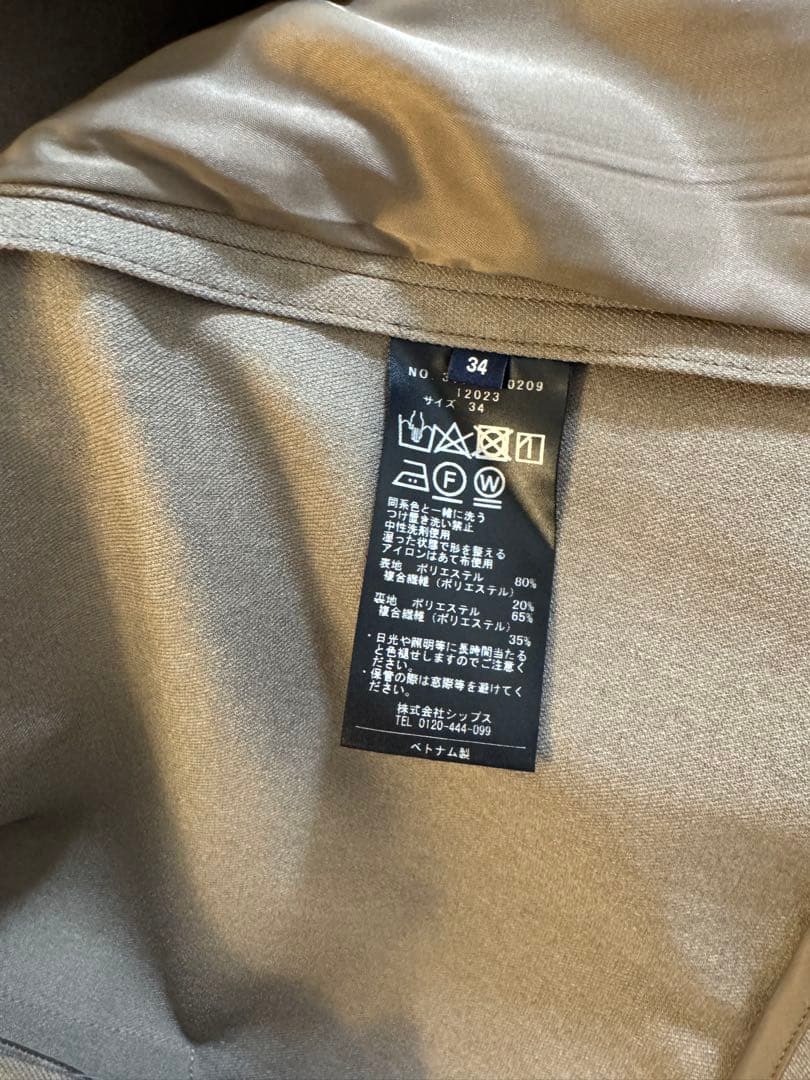 34
NO 3 0209
12023
サイズ 34
F W
同系色と一緒に洗う
つけ置き洗い禁止
中性洗剤使用
湿った状態で形を整える
アイロンはあて布使用
表地 ポリエステル 80%
複合繊維(ポリエステル)
20%
裏地 ポリエステル 65%
複合繊維(ポリエステル)
35%
・日光や照明等に長時間当たる
と色褪せしますのでご注意く
ださい。
・保管の際は窓際等を避けてく
ださい。
株式会社シップス
TEL 0120-444-099
ベトナム製